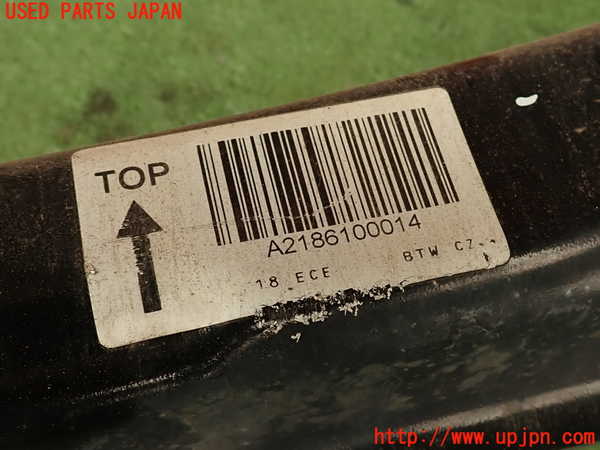 USED PARTS JAPAN
TOP
A2186100014
18 ECE BTW CZ
http://www.upjpn.com/